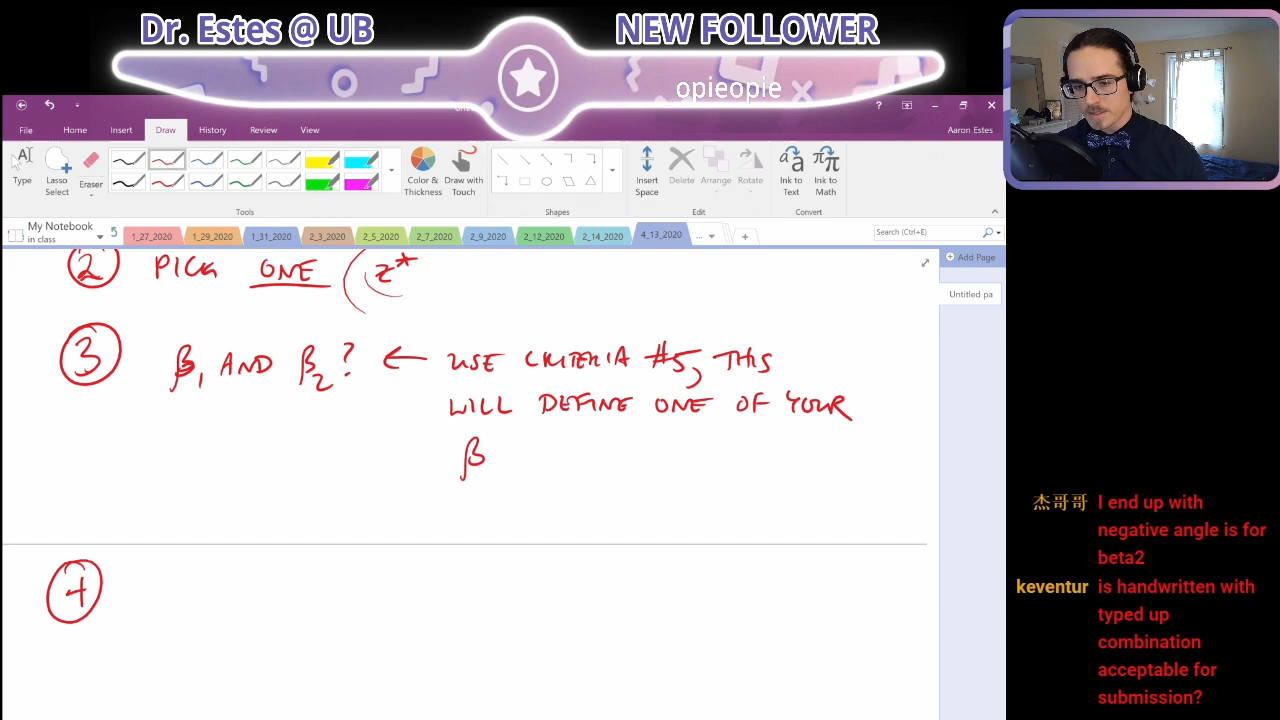 Dr. Estes @ UB
NEW FOLLOWER
opieopie
File Home Insert Draw History Review View
Aaron Estes
Type
Lasso Select
Eraser
Color & Thickness
Draw with Touch
Insert Space
Delete
Arrange
Rotate
Ink to Text
Ink to Math
Tools
Shapes
Edit
Convert
My Notebook
in class
1_27_2020 1_29_2020 1_31_2020 2_3_2020 2_5_2020 2_7_2020 2_9_2020 2_12_2020 2_14_2020 4_13_2020 ...
Search (Ctrl+E)
Add Page
Untitled pa
② PICK ONE (z*
③ β₁ AND β₂? ← USE CRITERIA #5, THIS
WILL DEFINE ONE OF YOUR
β
④
杰哥哥 I end up with
negative angle is for
beta2
keventur is handwritten with
typed up
combination
acceptable for
submission?